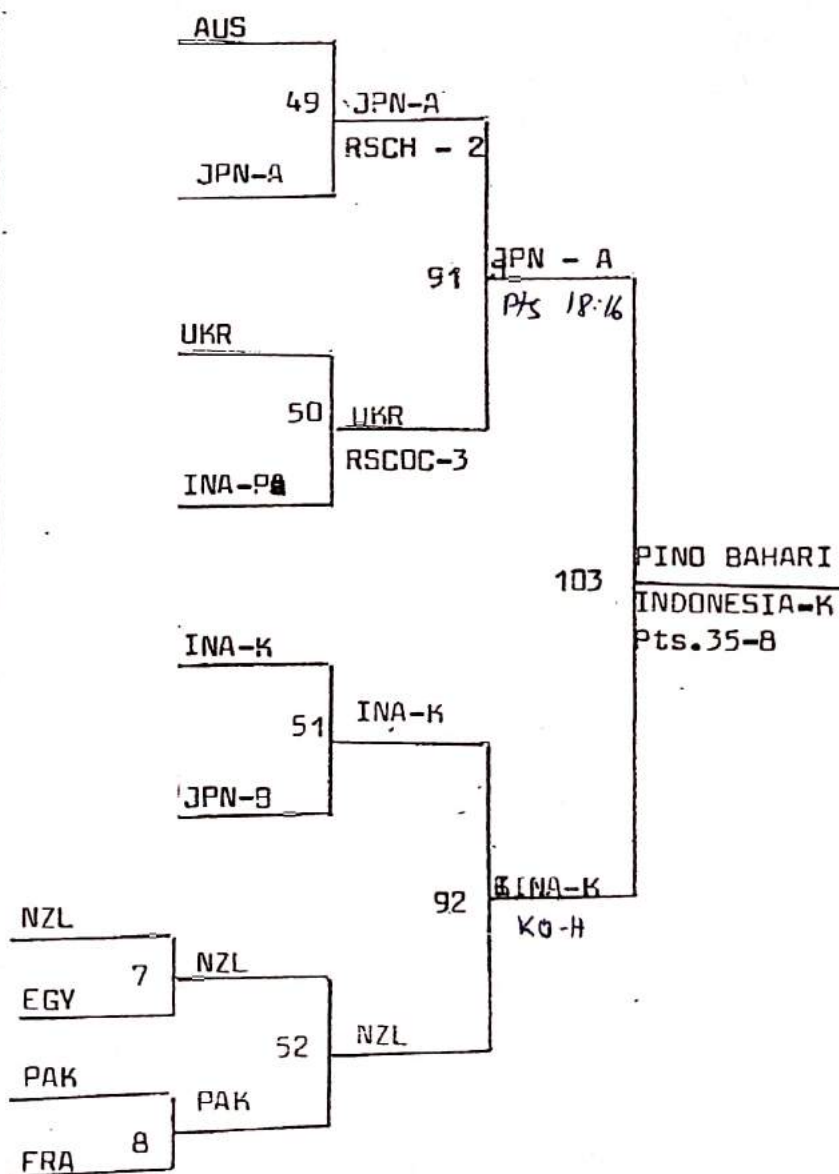 AUS
49
JPN-A
RSCH - 2
JPN-A
91
JPN - A
Pts 18:16
UKR
50
UKR
RSCOC-3
INA-P
103
PINO BAHARI
INDONESIA-K
Pts.35-8
INA-K
51
INA-K
JPN-B
92
INA-K
KO-H
NZL
7
NZL
EGY
52
NZL
PAK
PAK
8
FRA